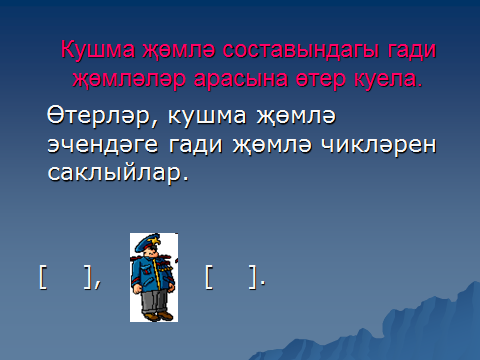 Кушма җөмлә составындагы гади
җөмләләр арасына өтер куела.
Өтерләр, кушма җөмлә
эчендәге гади җөмлә чикләрен
саклыйлар.
[ ], [ ].